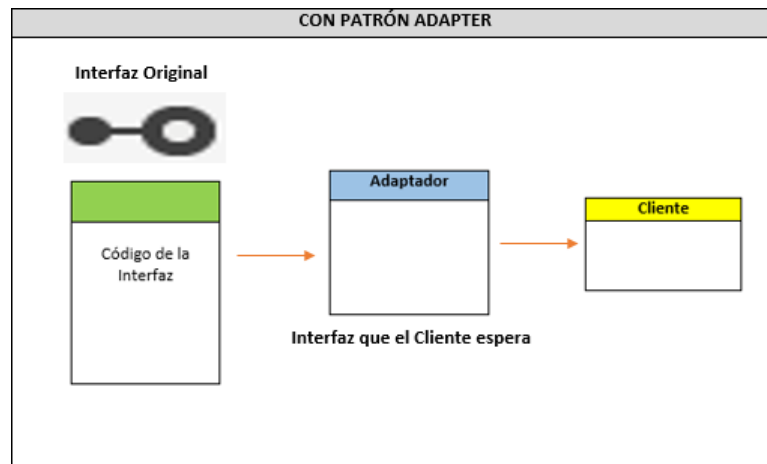 CON PATRÓN ADAPTER
Interfaz Original
Adaptador
Cliente
Código de la
Interfaz
Interfaz que el Cliente espera